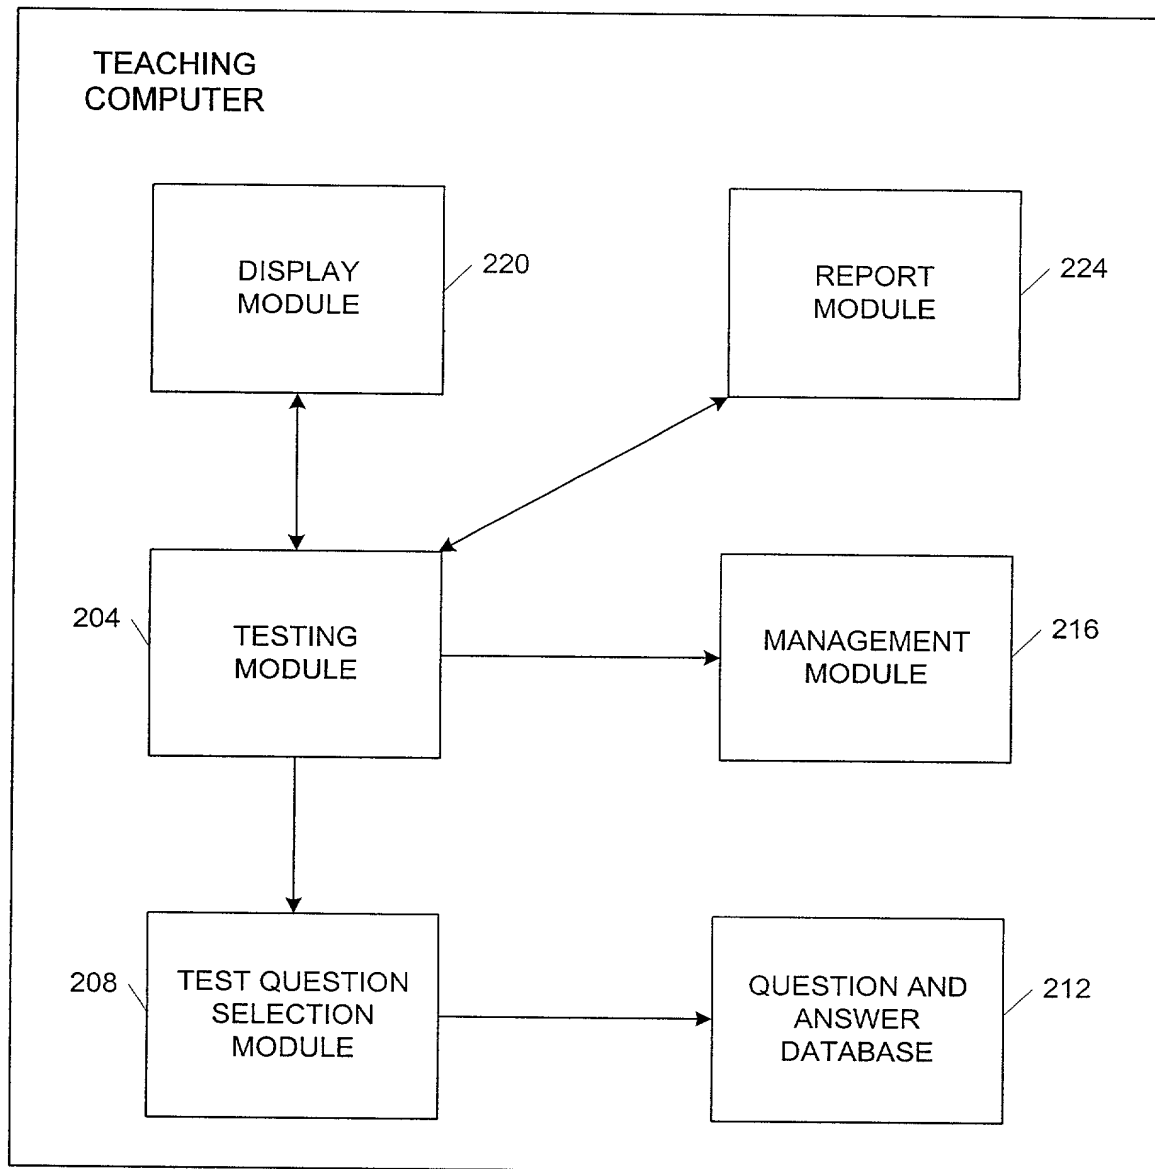 TEACHING
COMPUTER
DISPLAY
MODULE
220
REPORT
MODULE
224
204
TESTING
MODULE
MANAGEMENT
MODULE
216
208
TEST QUESTION
SELECTION
MODULE
QUESTION AND
ANSWER
DATABASE
212